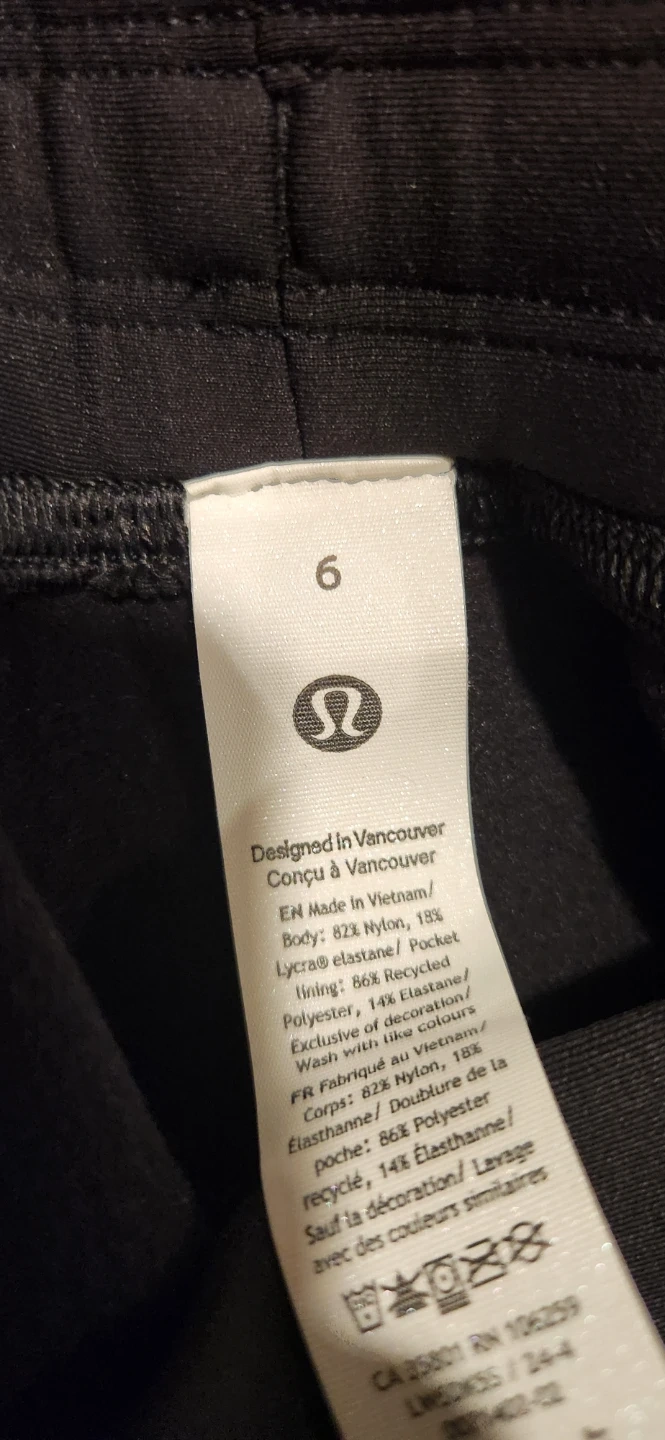 6
Designed in Vancouver
Conçu à Vancouver
EN Made in Vietnam/
Body: 82% Nylon, 18%
Lycra® elastane/ Pocket
lining: 86% Recycled
Polyester, 14% Elastane/
Exclusive of decoration/
Wash with like colours
FR Fabriqué au Vietnam/
Corps: 82% Nylon, 18%
Élasthanne/ Doublure de la
poche: 86% Polyester
recyclé, 14% Élasthanne/
Sauf la décoration/ Lavage
avec des couleurs similaires
CA 35801 RN 106259
/ 24-4